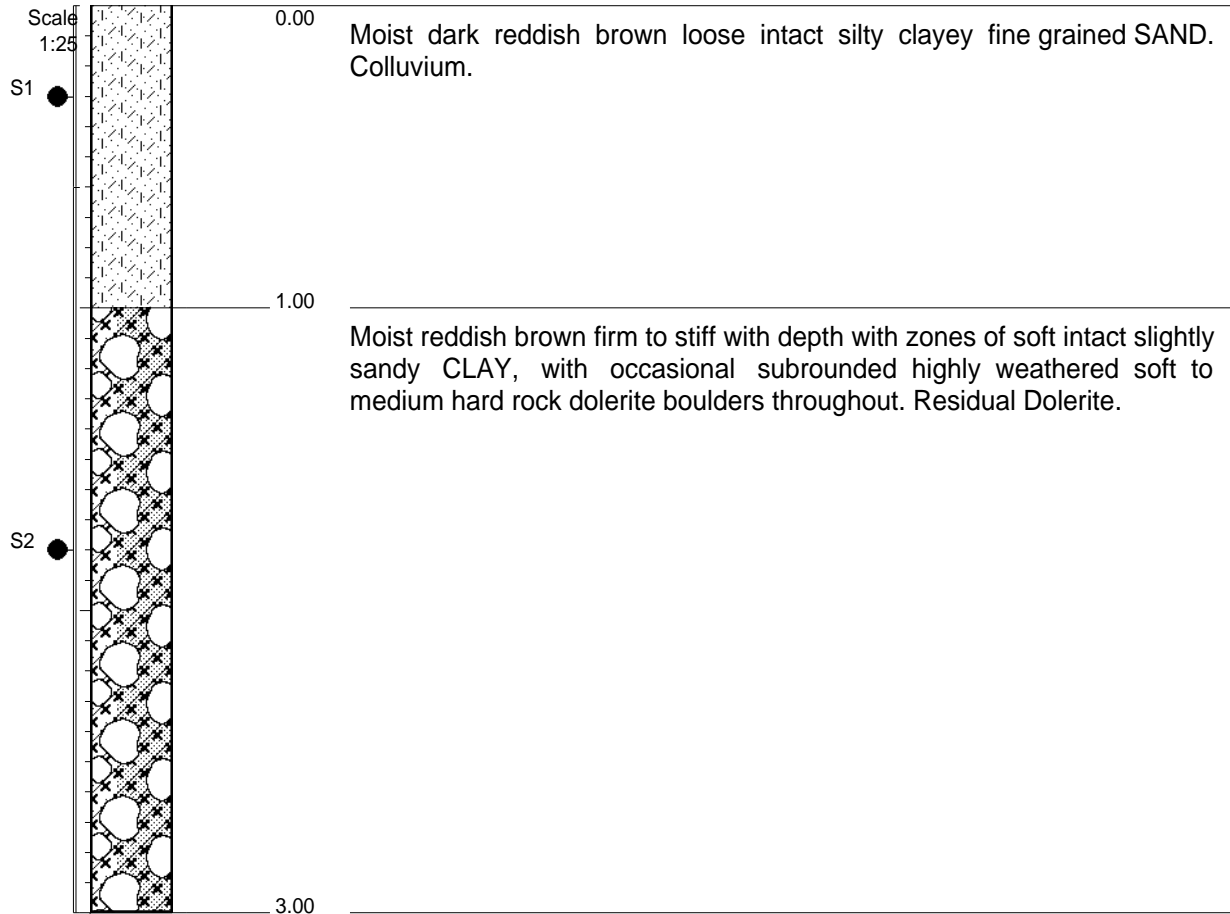 Scale
1:25
0.00
Moist dark reddish brown loose intact silty clayey fine grained SAND.
Colluvium.
S1
1.00
Moist reddish brown firm to stiff with depth with zones of soft intact slightly
sandy CLAY, with occasional subrounded highly weathered soft to
medium hard rock dolerite boulders throughout. Residual Dolerite.
S2
3.00